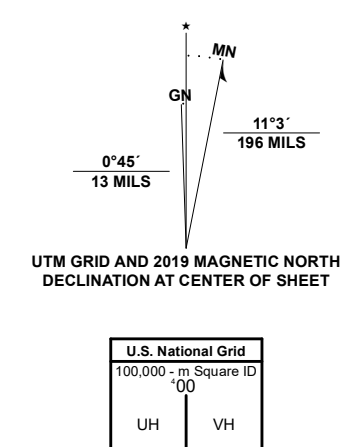 ★
MN
GN
11°3´
196 MILS
0°45´
13 MILS
UTM GRID AND 2019 MAGNETIC NORTH
DECLINATION AT CENTER OF SHEET
U.S. National Grid
100,000 - m Square ID
⁴00
UH VH